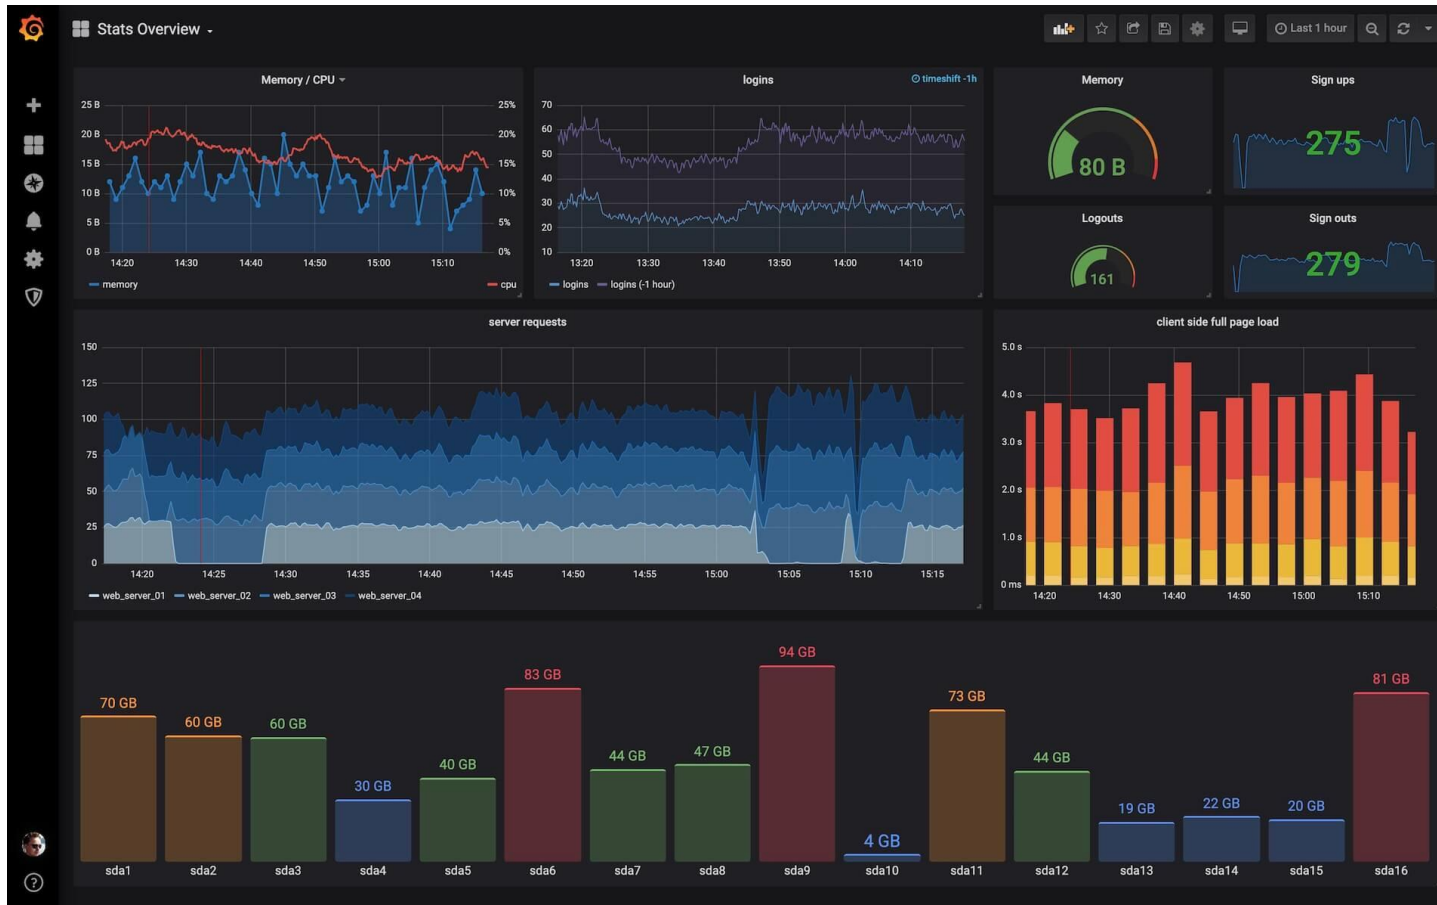 Stats Overview
Last 1 hour
Memory / CPU
25 B
20 B
15 B
10 B
5 B
0 B
25%
20%
15%
10%
5%
0%
14:20 14:30 14:40 14:50 15:00 15:10
memory cpu
logins
timeshift -1h
70
60
50
40
30
20
10
13:20 13:30 13:40 13:50 14:00 14:10
logins logins (-1 hour)
Memory
80 B
Sign ups
275
Logouts
161
Sign outs
279
server requests
150
125
100
75
50
25
0
14:20 14:25 14:30 14:35 14:40 14:45 14:50 14:55 15:00 15:05 15:10 15:15
web_server_01 web_server_02 web_server_03 web_server_04
client side full page load
5.0 s
4.0 s
3.0 s
2.0 s
1.0 s
0 ms
14:20 14:30 14:40 14:50 15:00 15:10
70 GB
60 GB
60 GB
30 GB
40 GB
83 GB
44 GB
47 GB
94 GB
4 GB
73 GB
44 GB
19 GB
22 GB
20 GB
81 GB
sda1 sda2 sda3 sda4 sda5 sda6 sda7 sda8 sda9 sda10 sda11 sda12 sda13 sda14 sda15 sda16